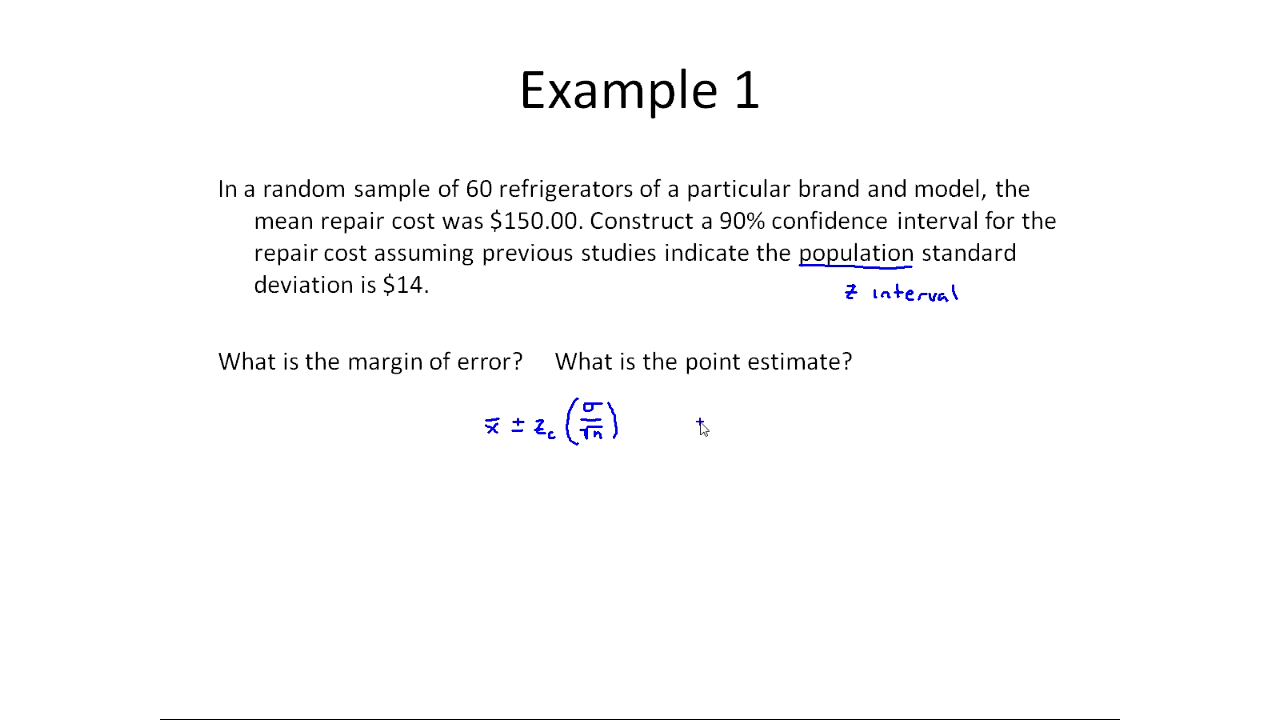 Example 1
In a random sample of 60 refrigerators of a particular brand and model, the
mean repair cost was $150.00. Construct a 90% confidence interval for the
repair cost assuming previous studies indicate the population standard
deviation is $14.
z interval
What is the margin of error? What is the point estimate?
x̄ ± z_c (σ/√n)